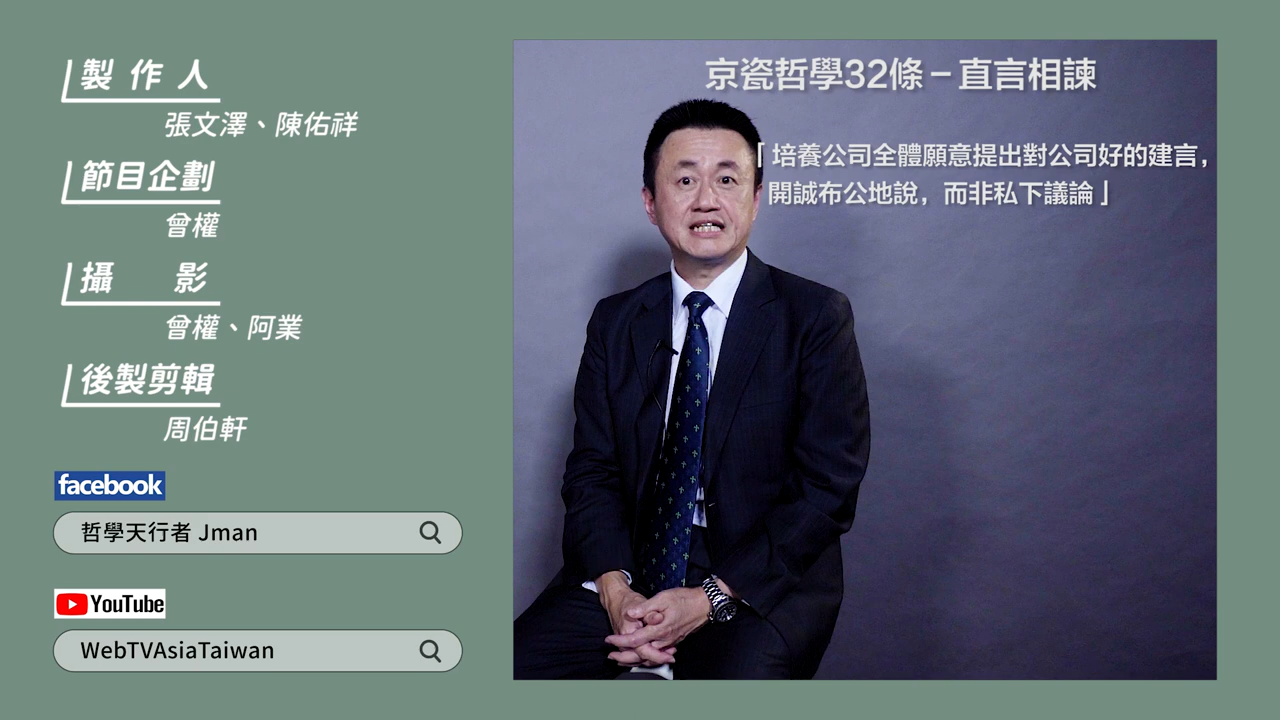 製作人
張文澤、陳佑祥
節目企劃
曾權
攝影
曾權、阿業
後製剪輯
周伯軒
facebook
哲學天行者 Jman
YouTube
WebTVAsiaTaiwan
京瓷哲學32條－直言相諫
「培養公司全體願意提出對公司好的建言，
開誠布公地說，而非私下議論」